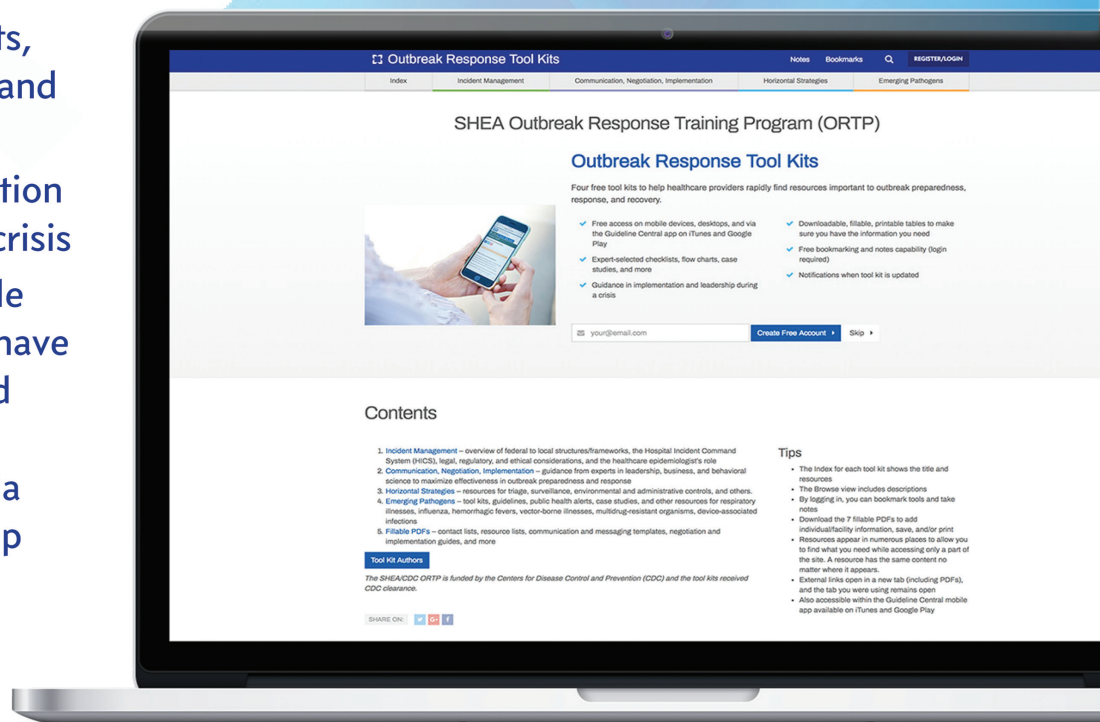 ts,
and
tion
crisis
le
have
d
a
p
Outbreak Response Tool Kits
Notes Bookmarks REGISTER/LOGIN
Index Incident Management Communication, Negotiation, Implementation Horizontal Strategies Emerging Pathogens
SHEA Outbreak Response Training Program (ORTP)
Outbreak Response Tool Kits
Four free tool kits to help healthcare providers rapidly find resources important to outbreak preparedness,
response, and recovery.
Free access on mobile devices, desktops, and via
the Guideline Central app on iTunes and Google
Play
Expert-selected checklists, flow charts, case
studies, and more
Guidance in implementation and leadership during
a crisis
Downloadable, fillable, printable tables to make
sure you have the information you need
Free bookmarking and notes capability (login
required)
Notifications when tool kit is updated
your@email.com Create Free Account Skip
Contents
1. Incident Management – overview of federal to local structures/frameworks, the Hospital Incident Command
System (HICS), legal, regulatory, and ethical considerations, and the healthcare epidemiologist's role
2. Communication, Negotiation, Implementation – guidance from experts in leadership, business, and behavioral
science to maximize effectiveness in outbreak preparedness and response
3. Horizontal Strategies – resources for triage, surveillance, environmental and administrative controls, and others.
4. Emerging Pathogens – tool kits, guidelines, public health alerts, case studies, and other resources for respiratory
illnesses, influenza, hemorrhagic fevers, vector-borne illnesses, multidrug-resistant organisms, device-associated
infections
5. Fillable PDFs – contact lists, resource lists, communication and messaging templates, negotiation and
implementation guides, and more
Tool Kit Authors
The SHEA/CDC ORTP is funded by the Centers for Disease Control and Prevention (CDC) and the tool kits received
CDC clearance.
SHARE ON: G+ f
Tips
• The Index for each tool kit shows the title and
resources
• The Browse view includes descriptions
• By logging in, you can bookmark tools and take
notes
• Download the 7 fillable PDFs to add
individual/facility information, save, and/or print
• Resources appear in numerous places to allow you
to find what you need while accessing only a part of
the site. A resource has the same content no
matter where it appears.
• External links open in a new tab (including PDFs),
and the tab you were using remains open
• Also accessible within the Guideline Central mobile
app available on iTunes and Google Play